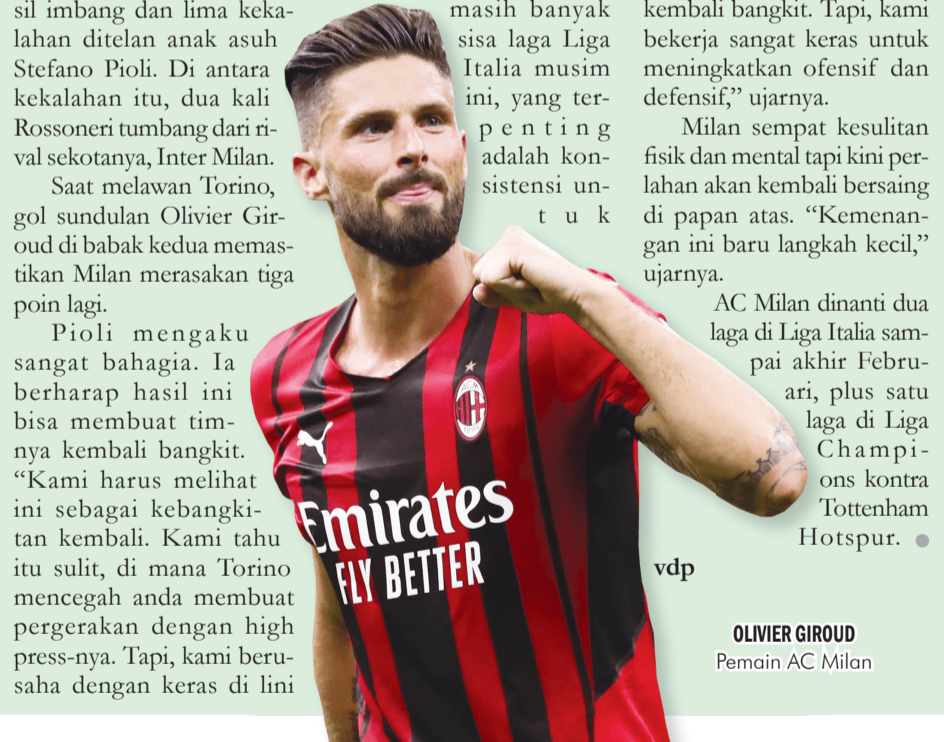 sil imbang dan lima keka-
lahan ditelan anak asuh
Stefano Pioli. Di antara
kekalahan itu, dua kali
Rossoneri tumbang dari ri-
val sekotanya, Inter Milan.
Saat melawan Torino,
gol sundulan Olivier Gir-
oud di babak kedua memas-
tikan Milan merasakan tiga
poin lagi.
Pioli mengaku
sangat bahagia. Ia
berharap hasil ini
bisa membuat tim-
nya kembali bangkit.
“Kami harus melihat
ini sebagai kebangki-
tan kembali. Kami tahu
itu sulit, di mana Torino
mencegah anda membuat
pergerakan dengan high
press-nya. Tapi, kami beru-
saha dengan keras di lini
masih banyak
sisa laga Liga
Italia musim
ini, yang ter-
penting
adalah kon-
sistensi un-
tuk
kembali bangkit. Tapi, kami
bekerja sangat keras untuk
meningkatkan ofensif dan
defensif,” ujarnya.
Milan sempat kesulitan
fisik dan mental tapi kini per-
lahan akan kembali bersaing
di papan atas. “Kemenan-
gan ini baru langkah kecil,”
ujarnya.
AC Milan dinanti dua
laga di Liga Italia sam-
pai akhir Febru-
ari, plus satu
laga di Liga
Champi-
ons kontra
Tottenham
Hotspur.
vdp
ACM
1899
Emirates
FLY BETTER
OLIVIER GIROUD
Pemain AC Milan